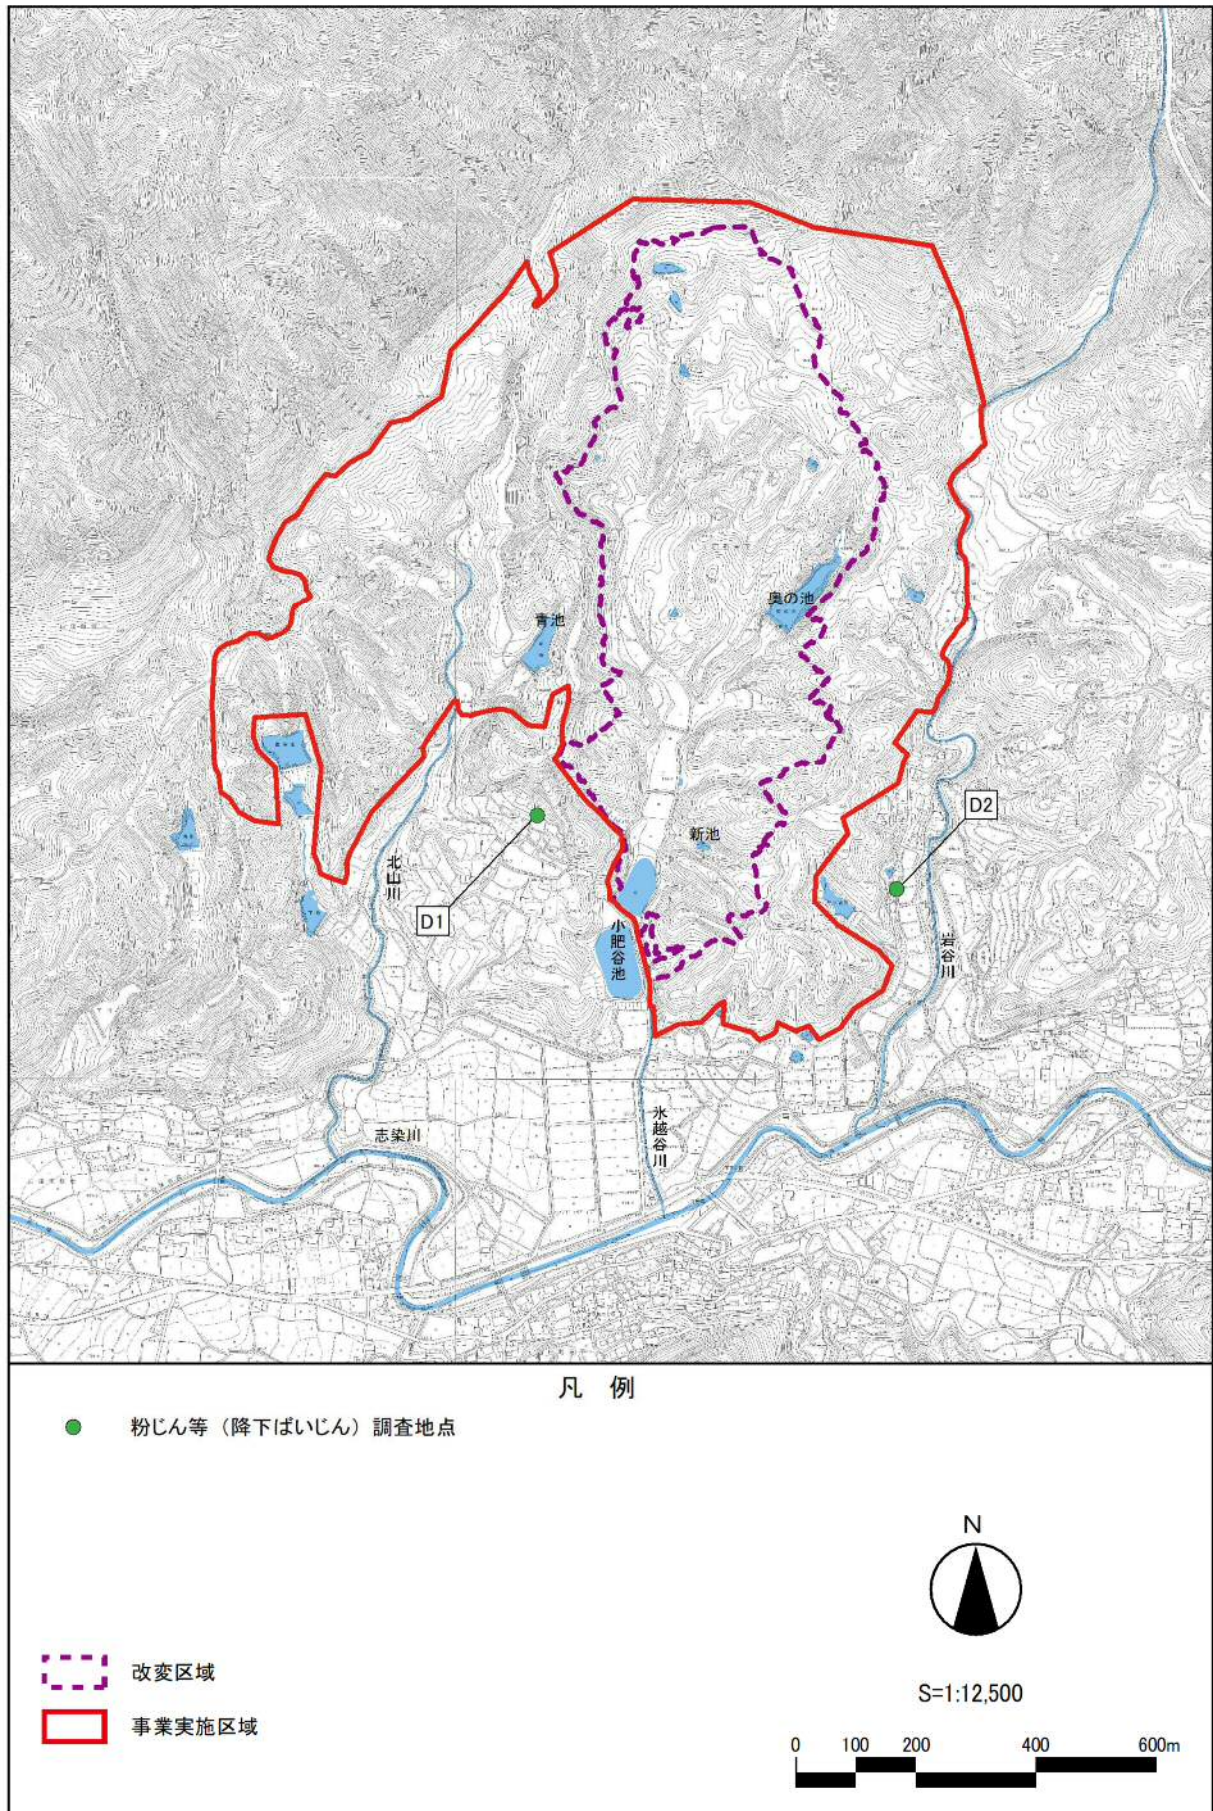 奥の池
青池
D2
新池
北山川
D1
小肥谷池
岩谷川
志染川
氷越谷川
凡 例
粉じん等（降下ばいじん）調査地点
N
改変区域
S=1:12,500
事業実施区域
0 100 200 400 600m